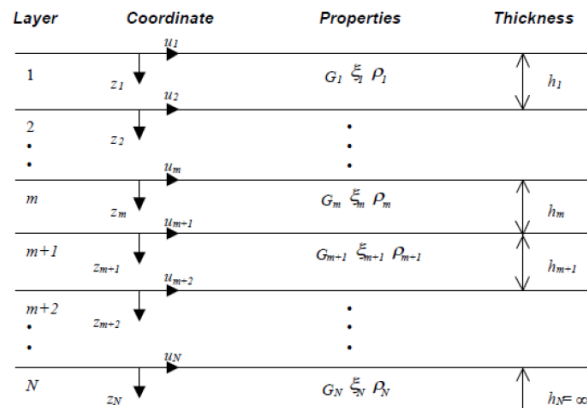 Layer Coordinate Properties Thickness
u1
1 z1 G1 ξ1 ρ1 h1
u2
2 z2 •
• •
• •
um
m zm Gm ξm ρm hm
um+1
m+1 zm+1 Gm+1 ξm+1 ρm+1 hm+1
um+2
m+2 zm+2 •
• •
• •
uN
N zN GN ξN ρN hN= ∞